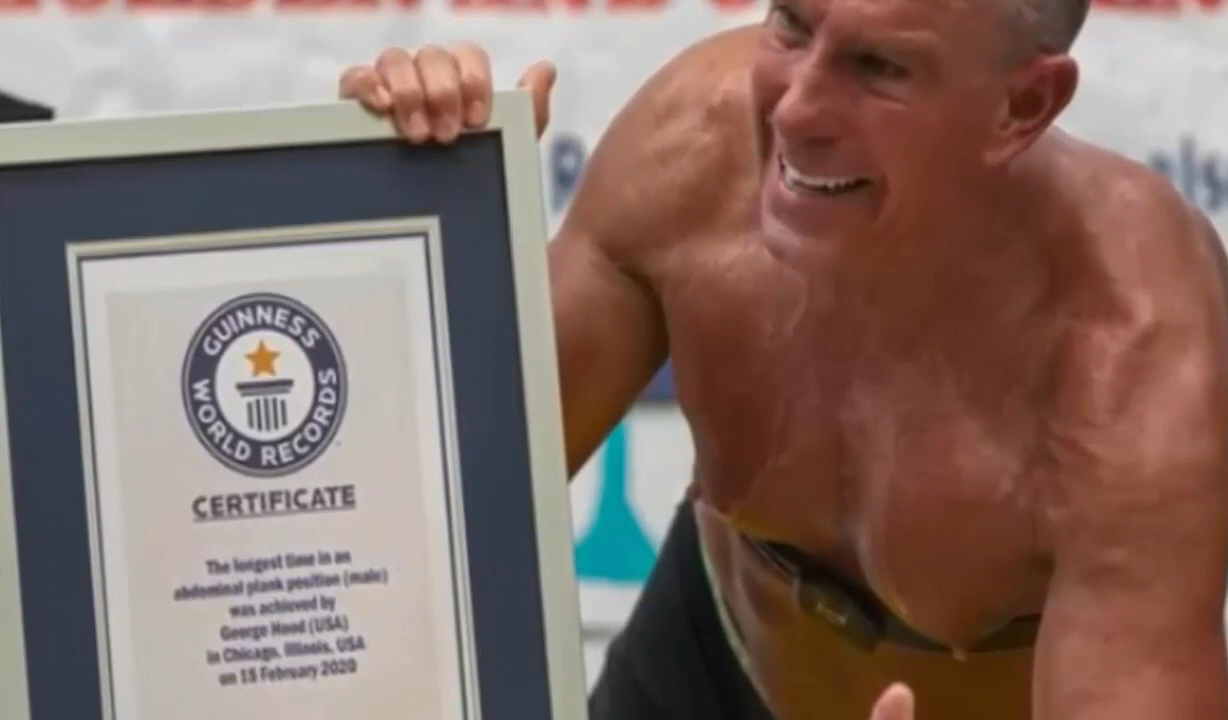 GUINNESS
WORLD RECORDS
CERTIFICATE
The longest time in an
abdominal plank position (male)
was achieved by
George Hood (USA)
in Chicago, Illinois, USA
on 15 February 2020